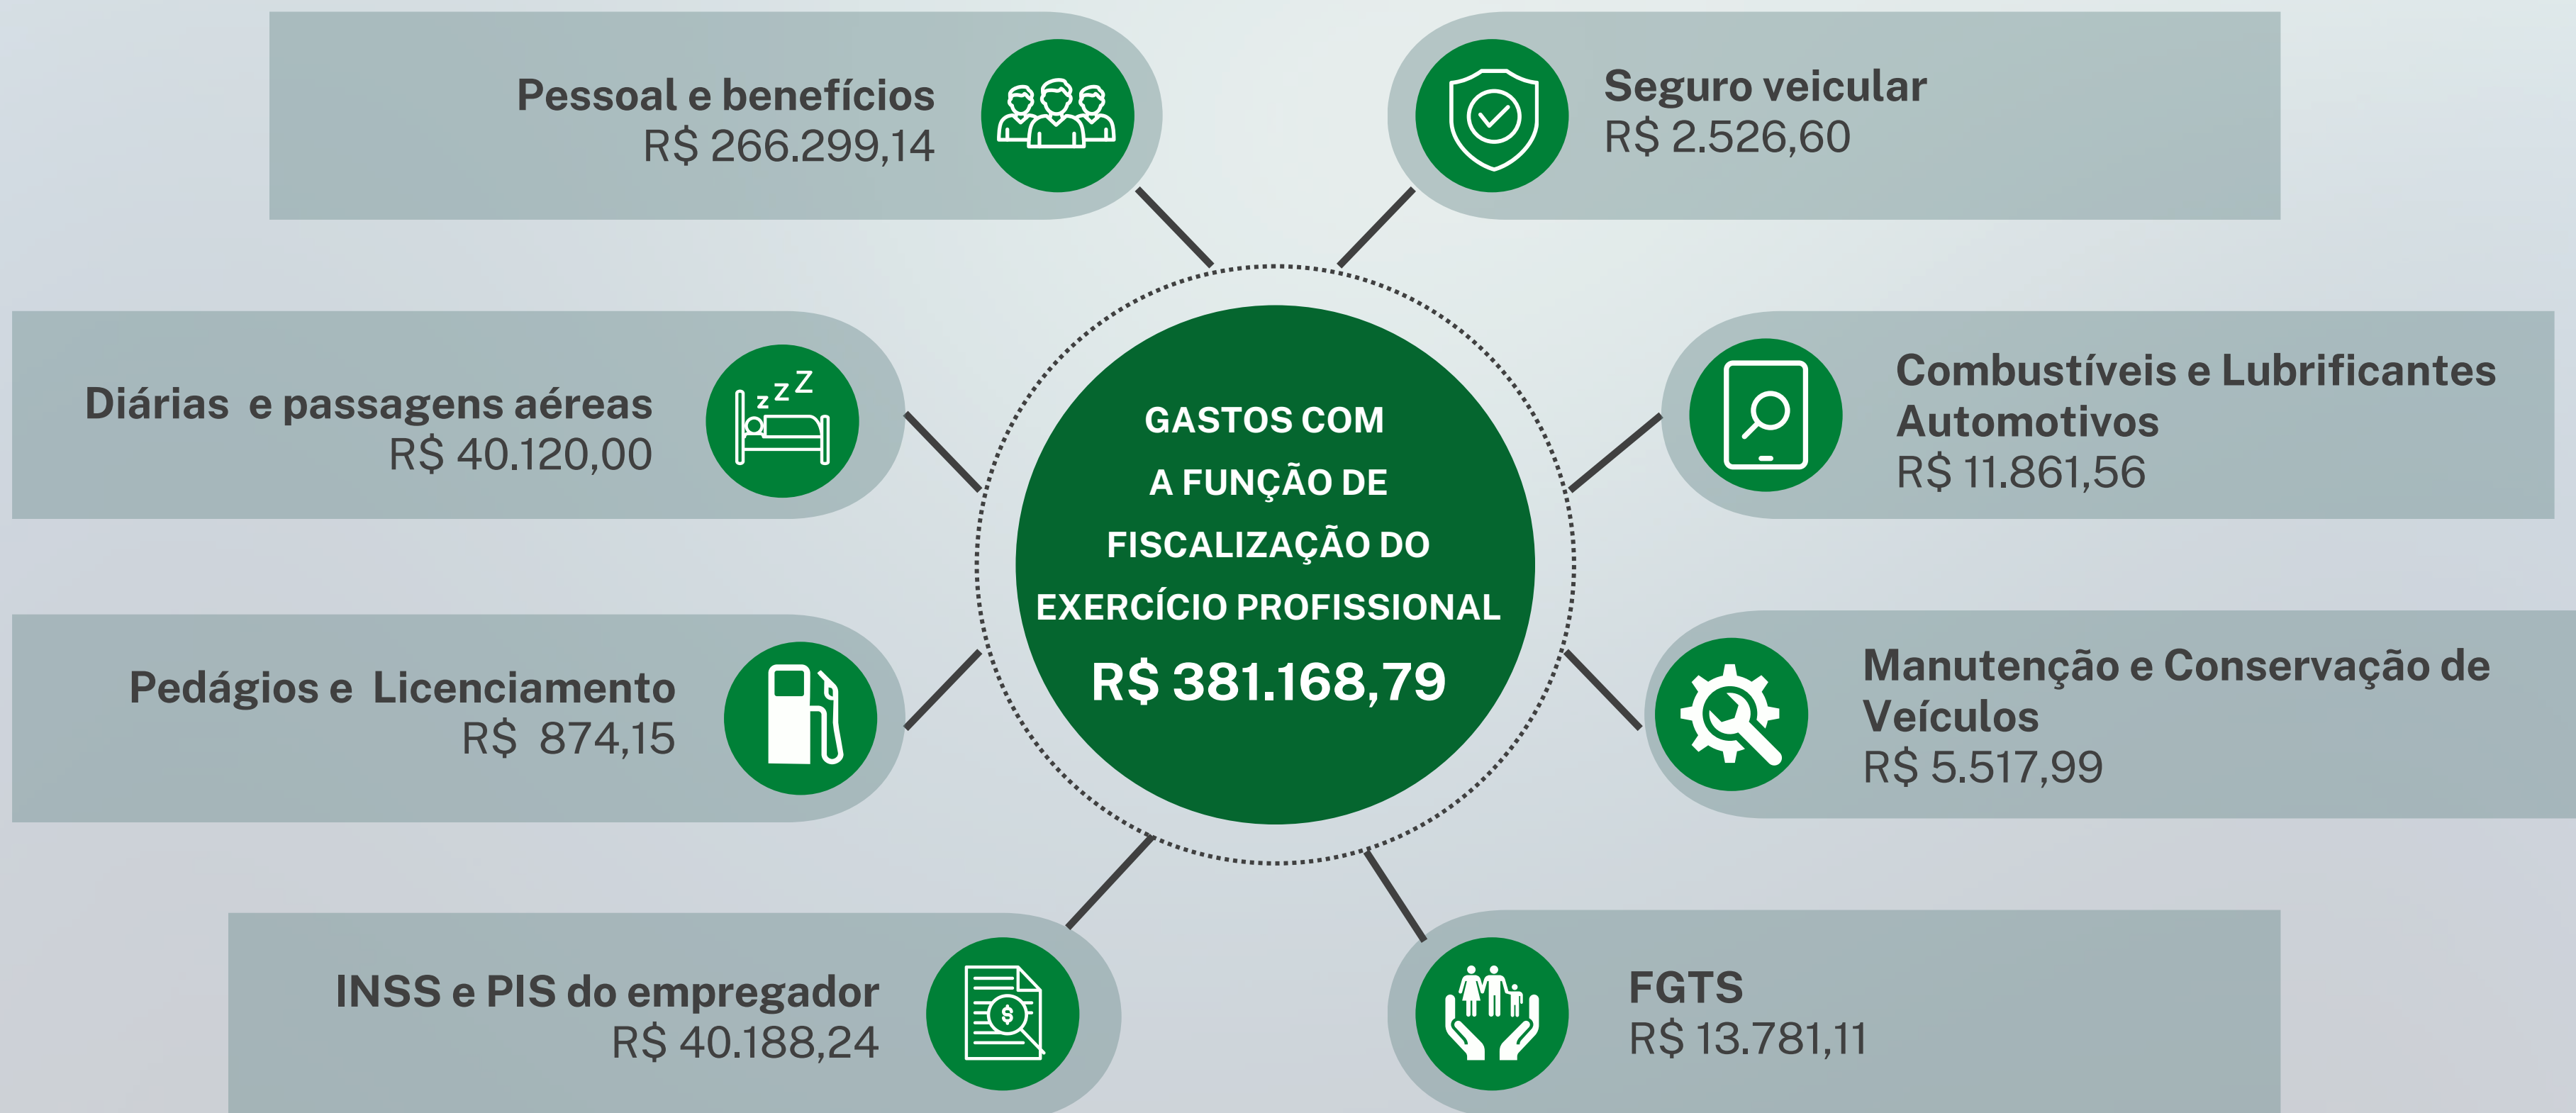 Pessoal e benefícios
R$ 266.299,14
Seguro veicular
R$ 2.526,60
Diárias e passagens aéreas
R$ 40.120,00
z z Z
Combustíveis e Lubrificantes
Automotivos
R$ 11.861,56
GASTOS COM
A FUNÇÃO DE
FISCALIZAÇÃO DO
EXERCÍCIO PROFISSIONAL
R$ 381.168,79
Pedágios e Licenciamento
R$ 874,15
Manutenção e Conservação de
Veículos
R$ 5.517,99
INSS e PIS do empregador
R$ 40.188,24
$
FGTS
R$ 13.781,11